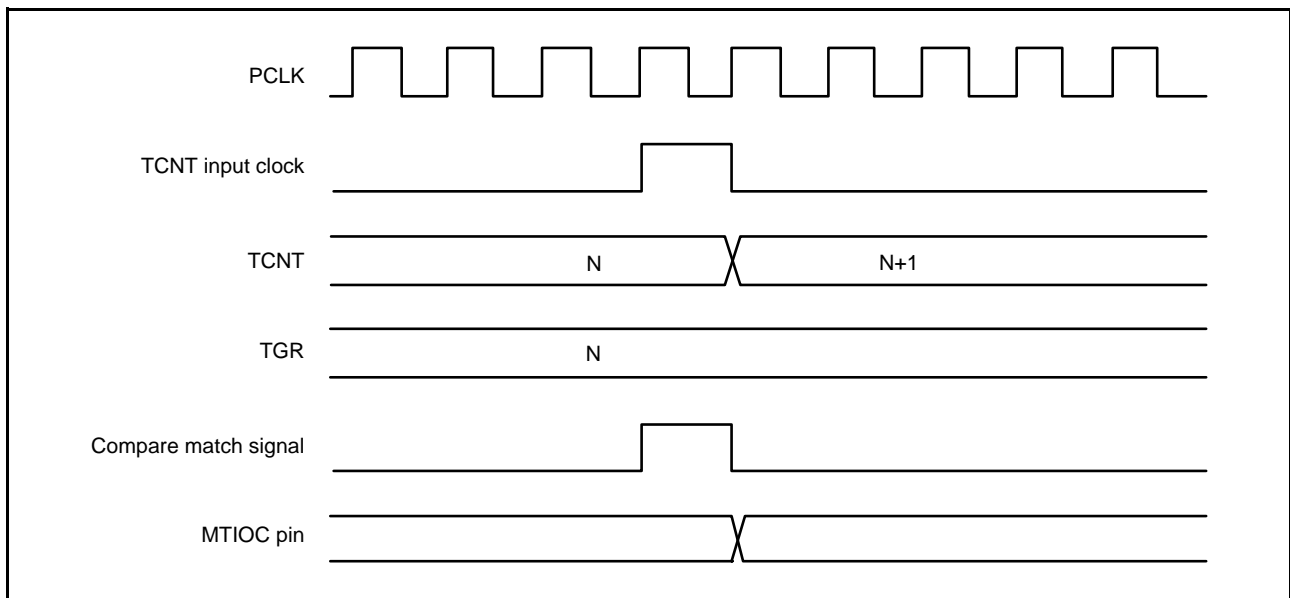 PCLK
TCNT input clock
TCNT
N
N+1
TGR
N
Compare match signal
MTIOC pin